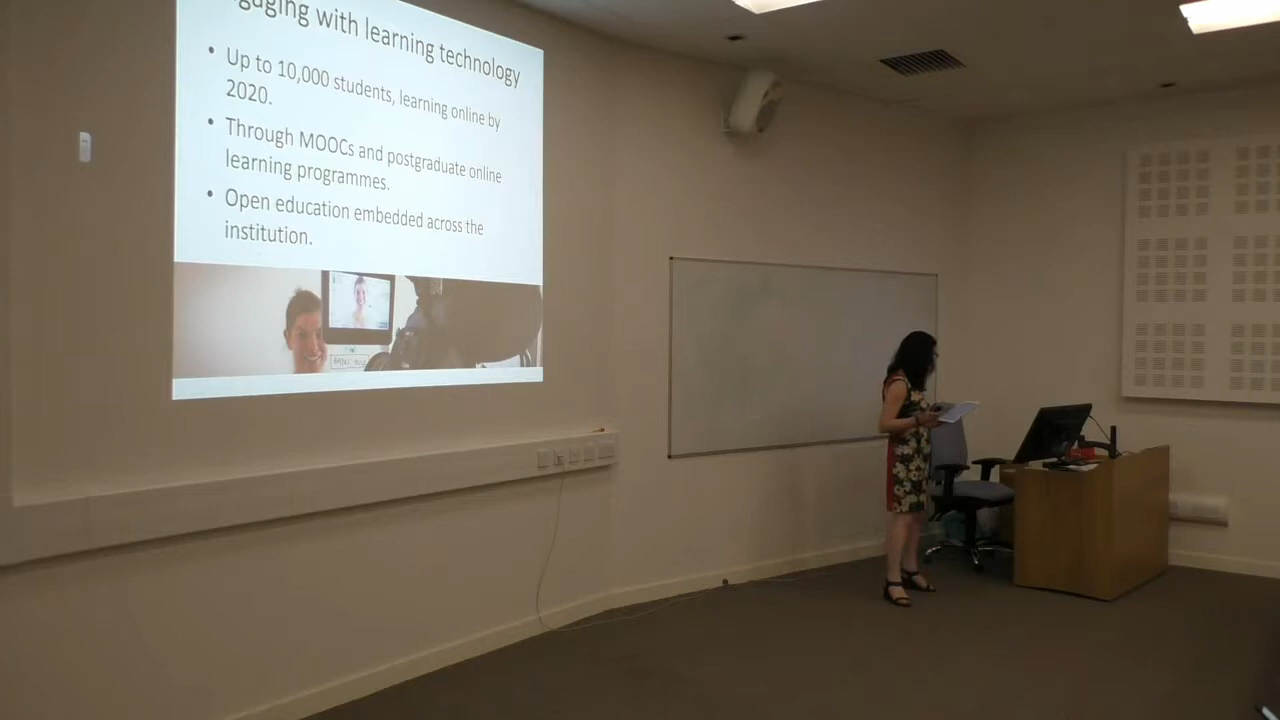 gaging with learning technology
• Up to 10,000 students, learning online by
2020.
• Through MOOCs and postgraduate online
learning programmes.
• Open education embedded across the
institution.